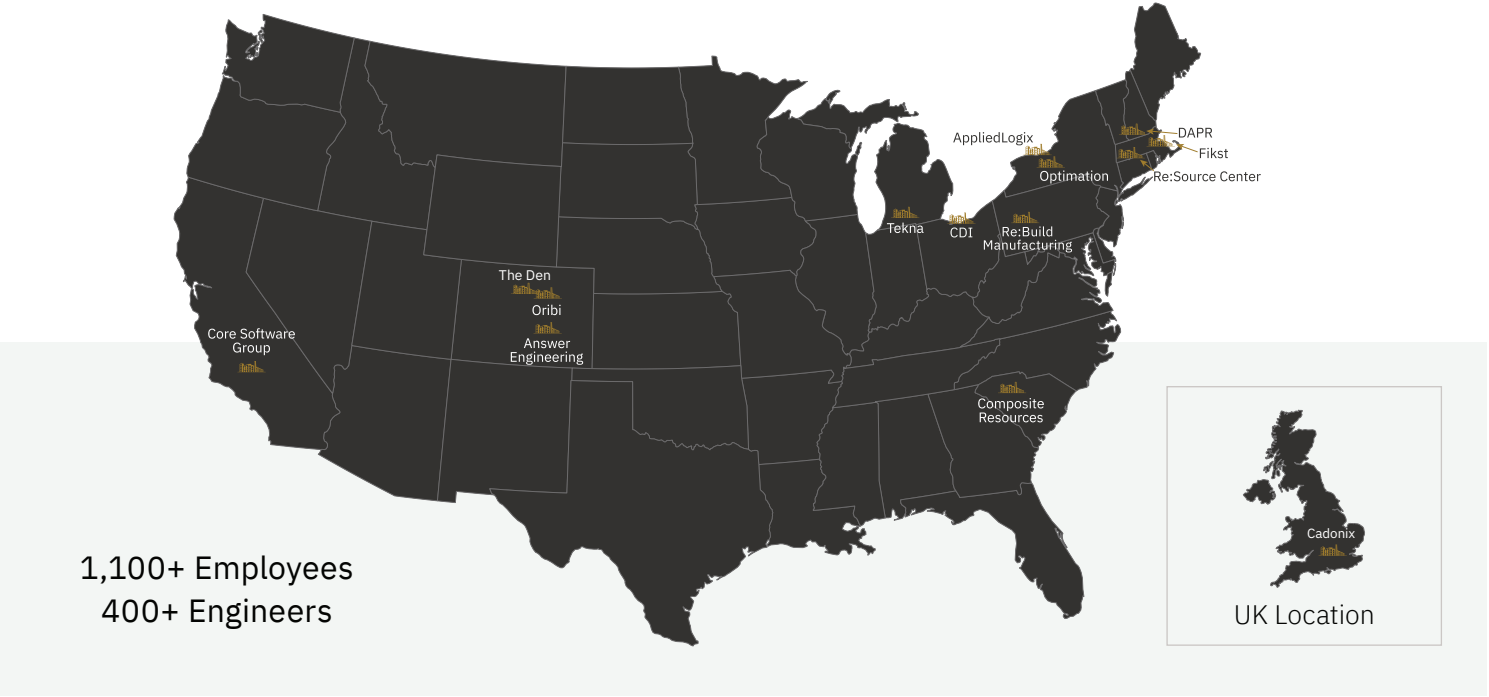 AppliedLogix
DAPR
Fikst
Optimation
Re:Source Center
Tekna
CDI
Re:Build
Manufacturing
The Den
Oribi
Core Software
Group
Answer
Engineering
Composite
Resources
Cadonix
1,100+ Employees
400+ Engineers
UK Location